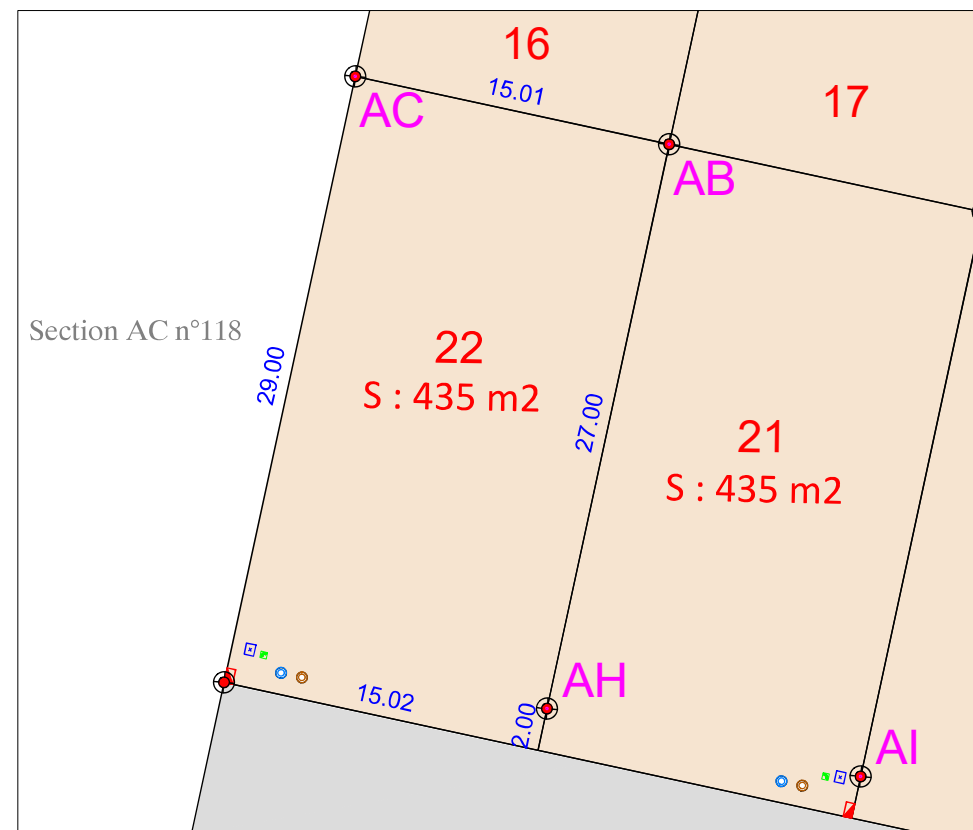 16
15.01
17
AC
AB
Section AC n°118
22
S : 435 m2
29.00
27.00
21
S : 435 m2
15.02
AH
2.00
AI